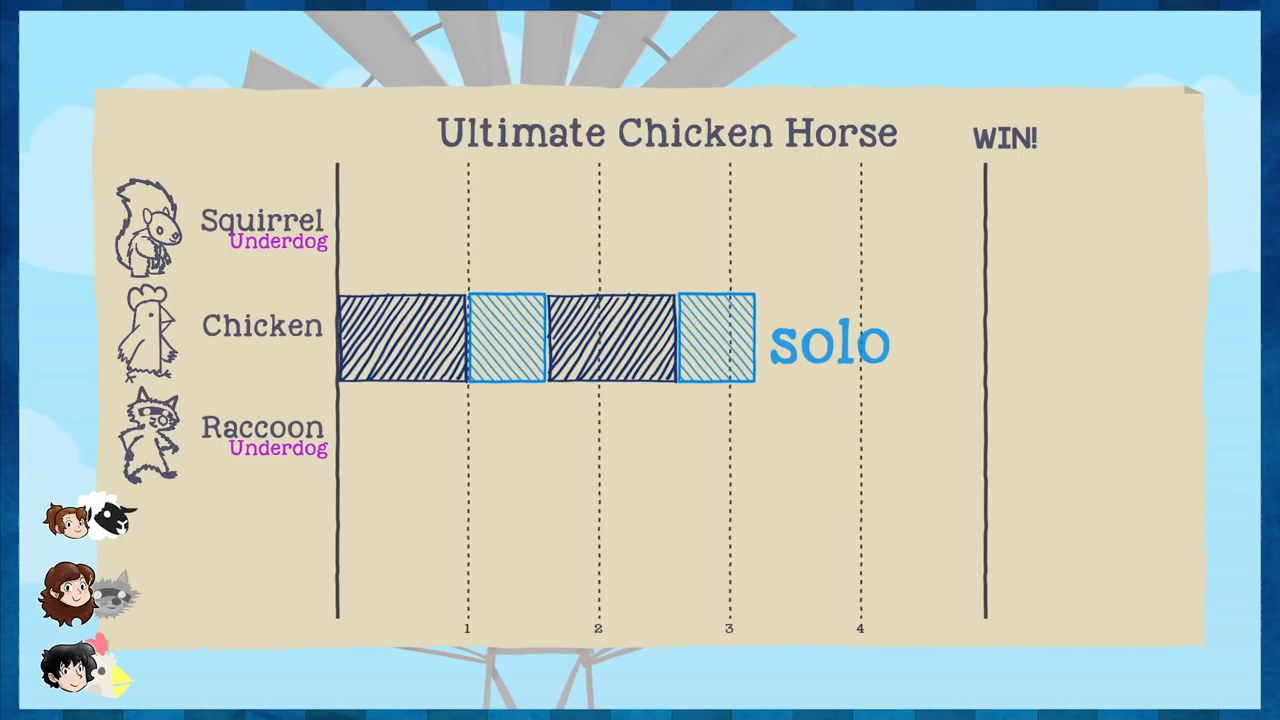 Ultimate Chicken Horse
WIN!
Squirrel
Underdog
Chicken
solo
Raccoon
Underdog
1 2 3 4